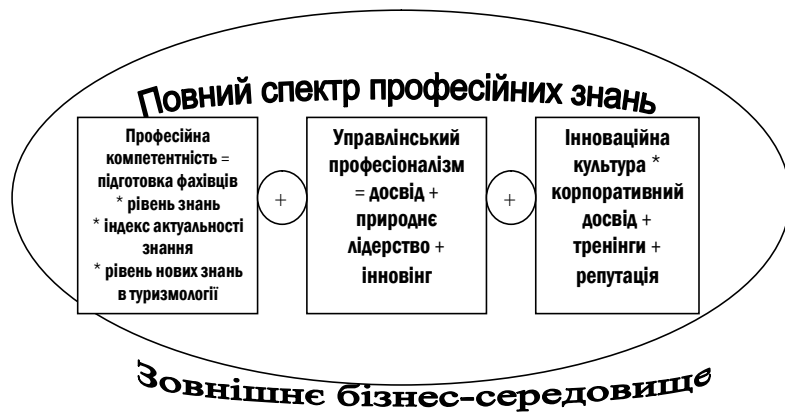 Повний спектр професійних знань
Професійна
компетентність =
підготовка фахівців
* рівень знань
* індекс актуальності
знання
* рівень нових знань
в туризмології
+
Управлінський
професіоналізм
= досвід +
природнє
лідерство +
інновінг
+
Інноваційна
культура *
корпоративний
досвід +
тренінги +
репутація
Зовнішнє бізнес-середовище